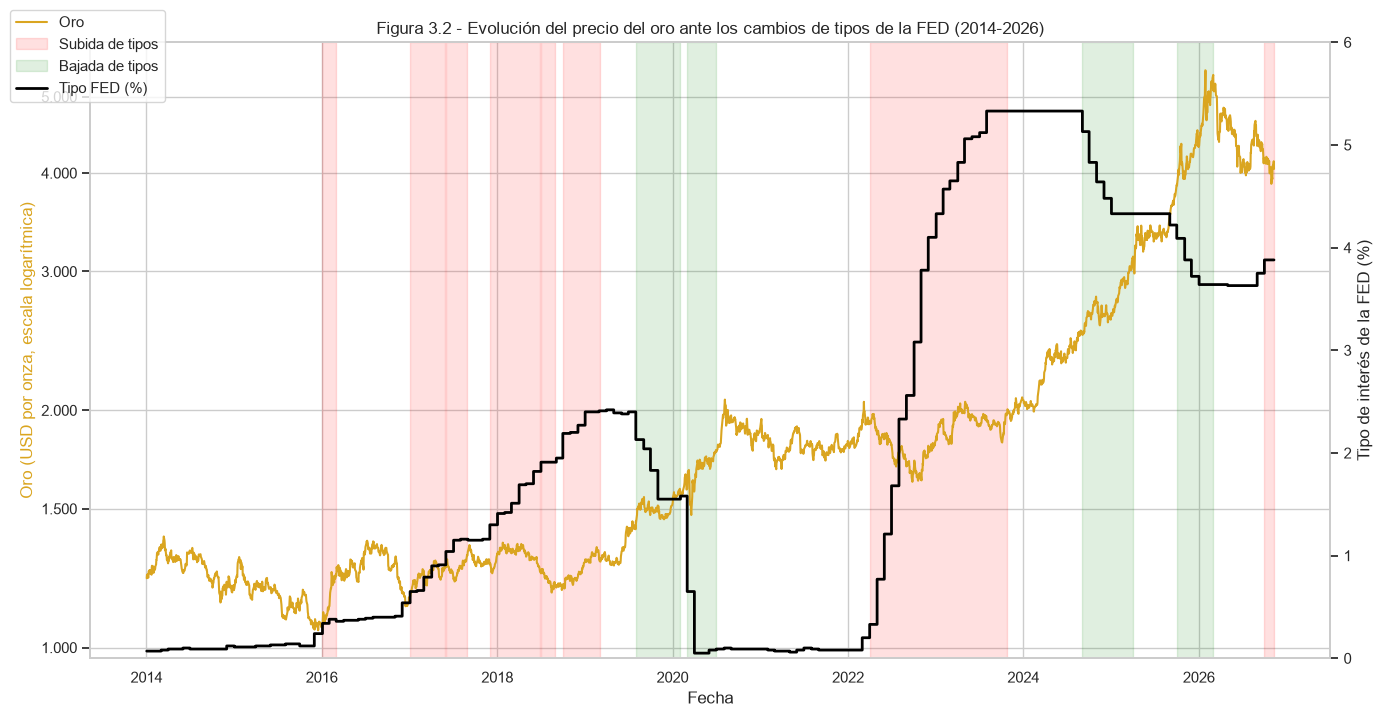 Figura 3.2 - Evolución del precio del oro ante los cambios de tipos de la FED (2014-2026)
Oro
Subida de tipos
Bajada de tipos
Tipo FED (%)
Oro (USD por onza, escala logarítmica)
5.000
4.000
3.000
2.000
1.500
1.000
2014 2016 2018 2020 2022 2024 2026
Fecha
6
5
4
3
2
1
0
Tipo de interés de la FED (%)